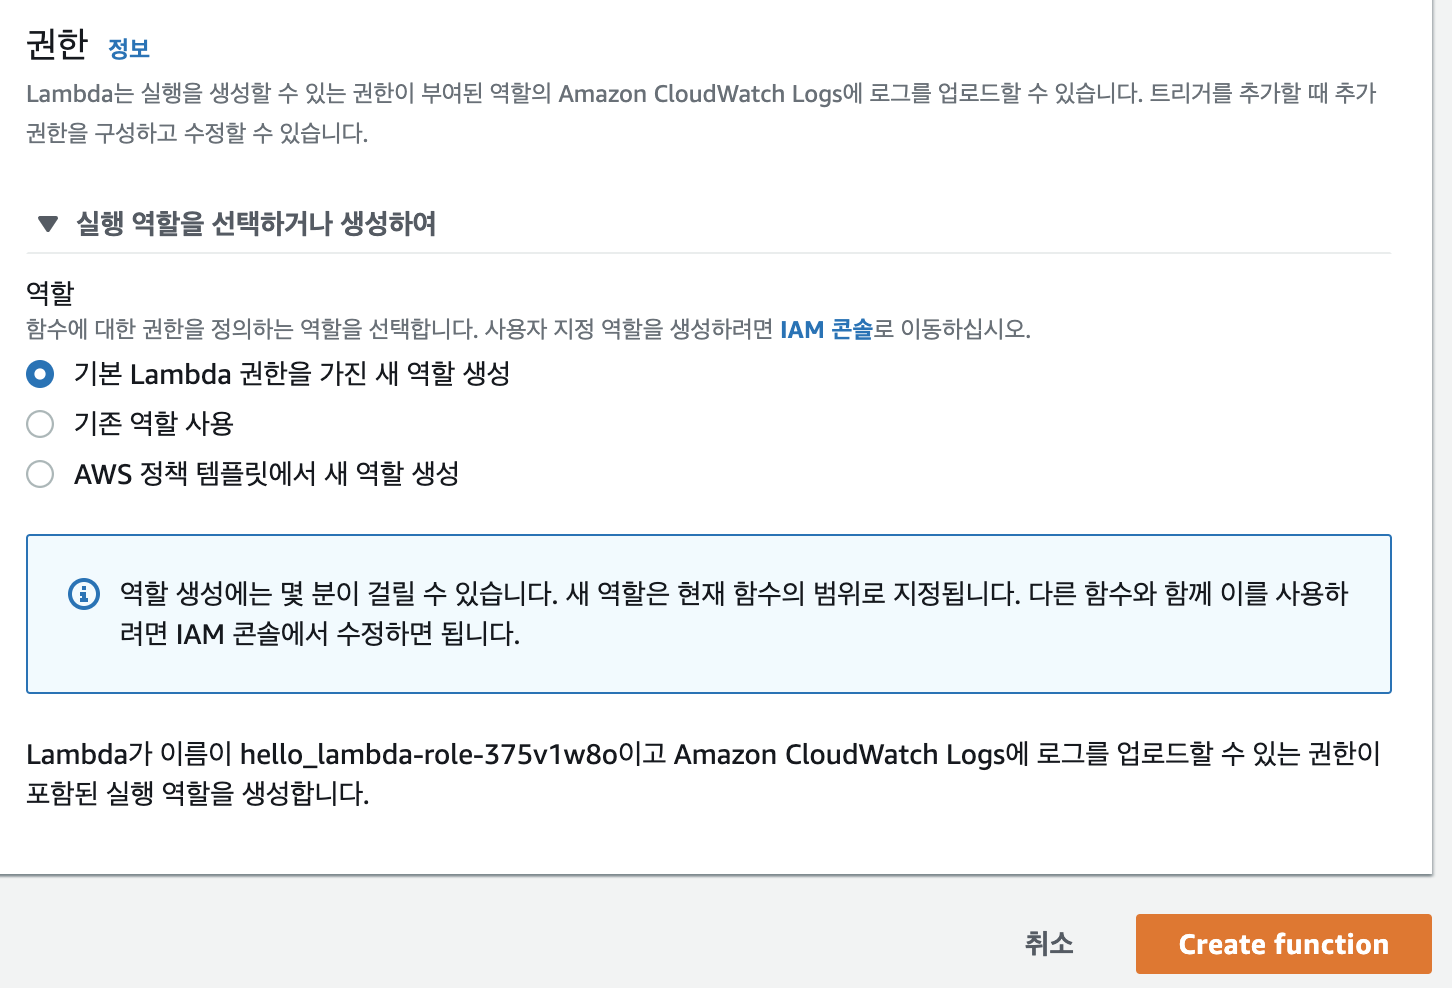 권한 정보
Lambda는 실행을 생성할 수 있는 권한이 부여된 역할의 Amazon CloudWatch Logs에 로그를 업로드할 수 있습니다. 트리거를 추가할 때 추가
권한을 구성하고 수정할 수 있습니다.
실행 역할을 선택하거나 생성하여
역할
함수에 대한 권한을 정의하는 역할을 선택합니다. 사용자 지정 역할을 생성하려면 IAM 콘솔로 이동하십시오.
기본 Lambda 권한을 가진 새 역할 생성
기존 역할 사용
AWS 정책 템플릿에서 새 역할 생성
역할 생성에는 몇 분이 걸릴 수 있습니다. 새 역할은 현재 함수의 범위로 지정됩니다. 다른 함수와 함께 이를 사용하
려면 IAM 콘솔에서 수정하면 됩니다.
Lambda가 이름이 hello_lambda-role-375v1w8o이고 Amazon CloudWatch Logs에 로그를 업로드할 수 있는 권한이
포함된 실행 역할을 생성합니다.
취소 Create function